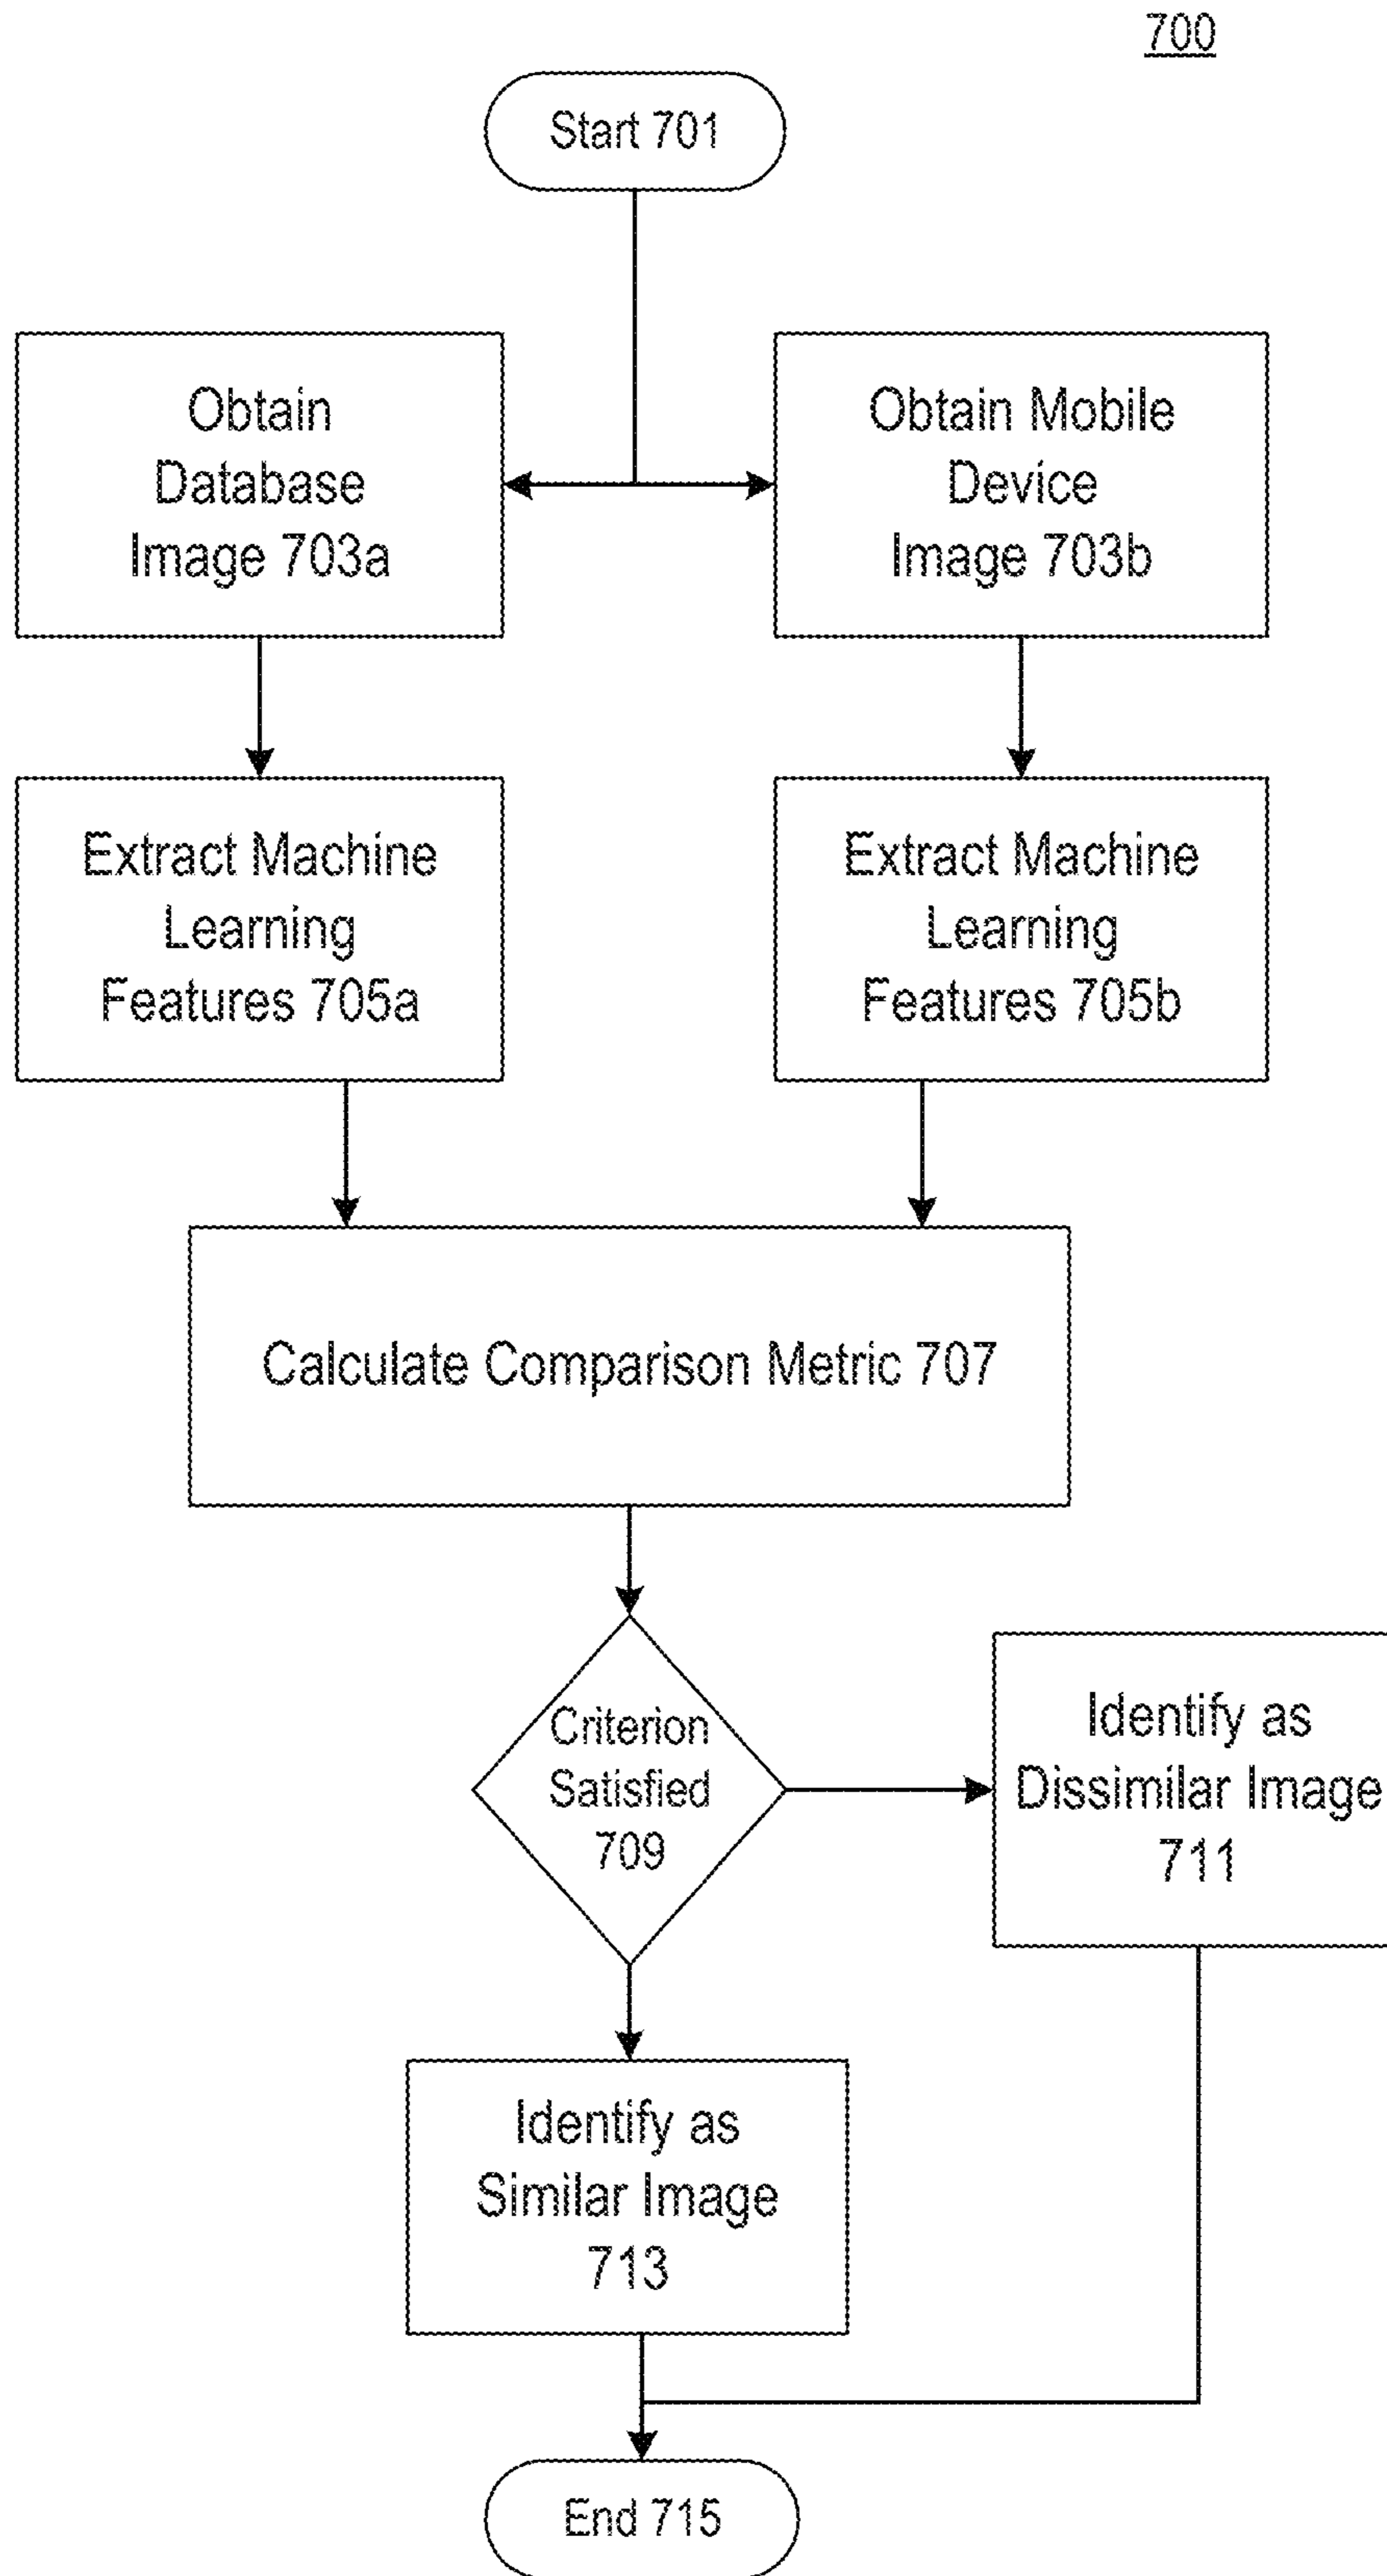 700
Start 701
Obtain
Database
Image 703a
Obtain Mobile
Device
Image 703b
Extract Machine
Learning
Features 705a
Extract Machine
Learning
Features 705b
Calculate Comparison Metric 707
Criterion
Satisfied
709
Identify as
Dissimilar Image
711
Identify as
Similar Image
713
End 715